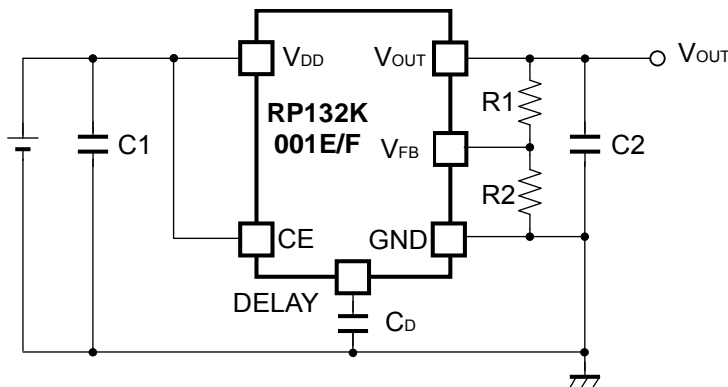 VDD
VOUT
VOUT
R1
RP132K
001E/F
C1
VFB
C2
R2
CE
GND
DELAY
CD